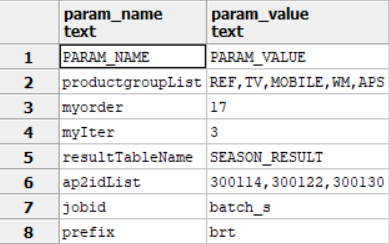 param_name param_value
text text
1 PARAM_NAME PARAM_VALUE
2 productgroupList REF,TV,MOBILE,WM,APS
3 myorder 17
4 myIter 3
5 resultTableName SEASON_RESULT
6 ap2idList 300114,300122,300130
7 jobid batch_s
8 prefix brt